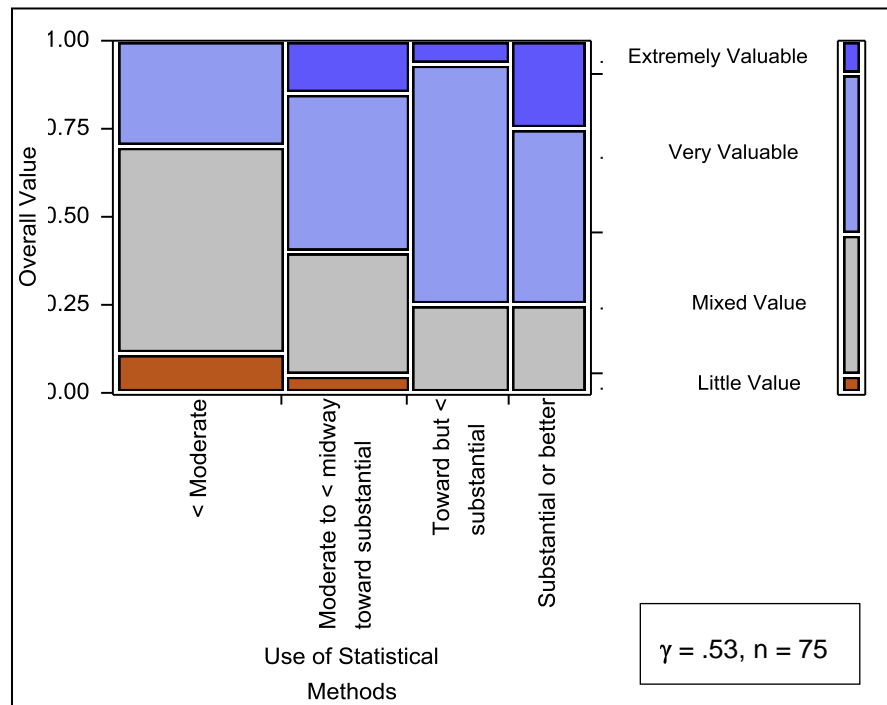 Overall Value
1.00
0.75
0.50
0.25
0.00
< Moderate
Moderate to < midway
toward substantial
Toward but <
substantial
Substantial or better
Use of Statistical
Methods
Extremely Valuable
Very Valuable
Mixed Value
Little Value
γ = .53, n = 75